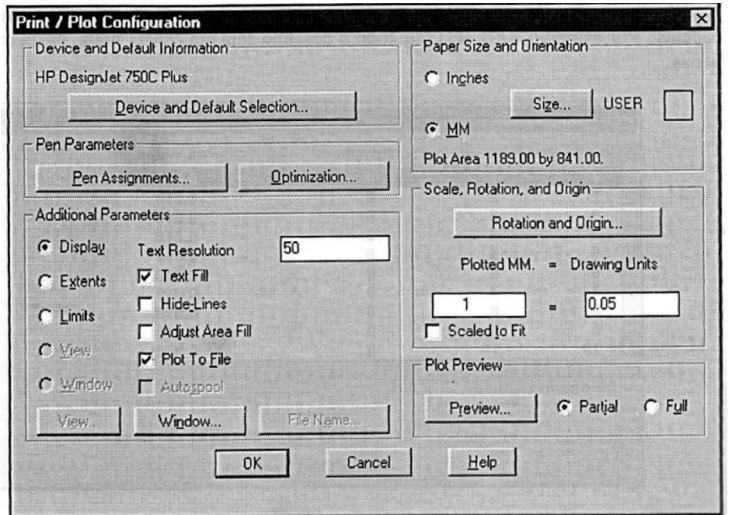 Print / Plot Configuration
Device and Default Information
HP DesignJet 750C Plus
Device and Default Selection...
Pen Parameters
Pen Assignments...
Optimization...
Additional Parameters
Display
Extents
Limits
View
Window
Text Resolution
50
Text Fill
Hide-Lines
Adjust Area Fill
Plot To File
Autospool
View...
Window...
File Name...
Paper Size and Orientation
Inches
MM
Size...
USER
Plot Area 1189.00 by 841.00.
Scale, Rotation, and Origin
Rotation and Origin...
Plotted MM. = Drawing Units
1 = 0.05
Scaled to Fit
Plot Preview
Preview...
Partial
Full
OK
Cancel
Help